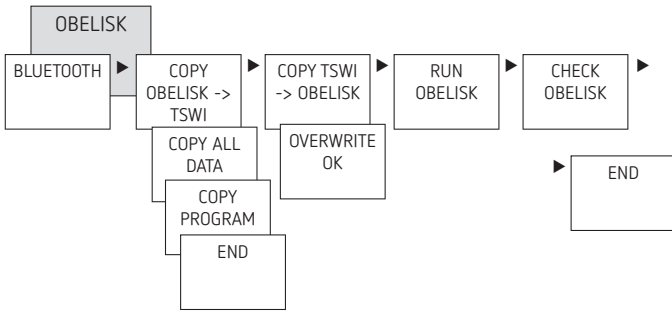 OBELISK
BLUETOOTH
COPY
OBELISK ->
TSWI
COPY ALL
DATA
COPY
PROGRAM
END
COPY TSWI
-> OBELISK
OVERWRITE
OK
RUN
OBELISK
CHECK
OBELISK
END